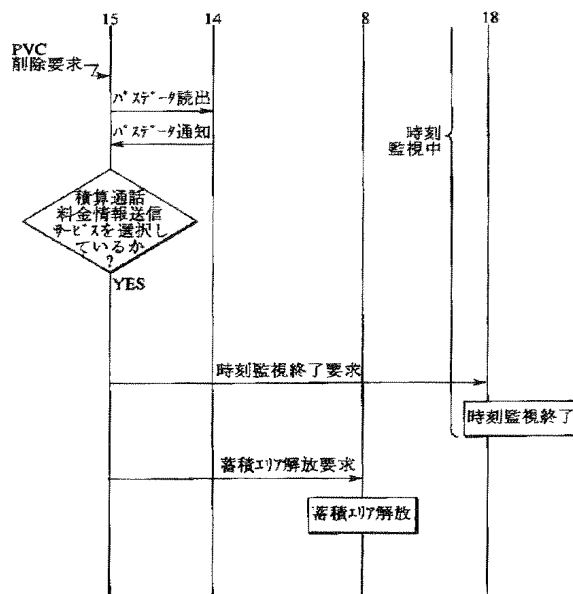 15 14 8 18
PVC
削除要求
パスデータ読出
パスデータ通知
時刻
監視中
積算通話
料金情報送信
サービスを選択し
ているか
?
YES
時刻監視終了要求
時刻監視終了
蓄積エリア解放要求
蓄積エリア解放